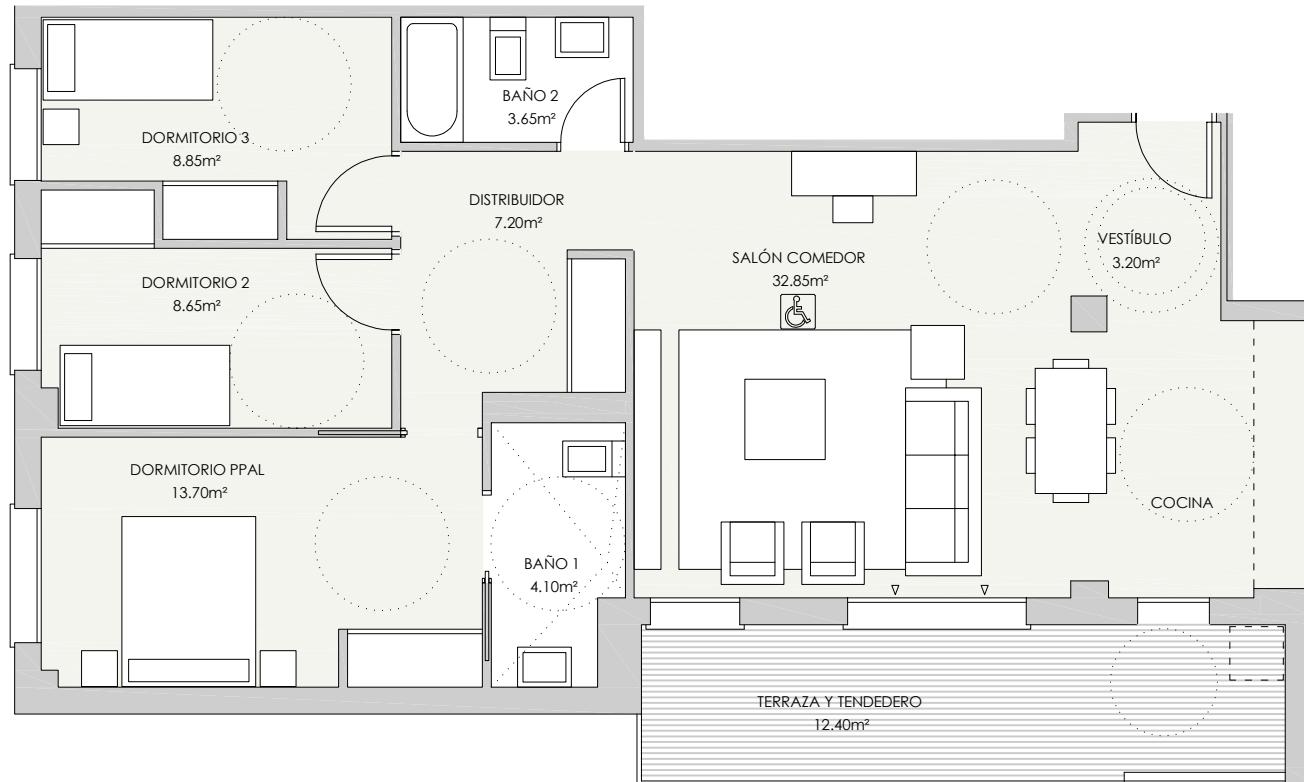 BAÑO 2
3.65m²
DORMITORIO 3
8.85m²
DISTRIBUIDOR
7.20m²
VESTÍBULO
3.20m²
SALÓN COMEDOR
32.85m²
DORMITORIO 2
8.65m²
DORMITORIO PPAL
13.70m²
COCINA
BAÑO 1
4.10m²
TERRAZA Y TENDEDERO
12.40m²